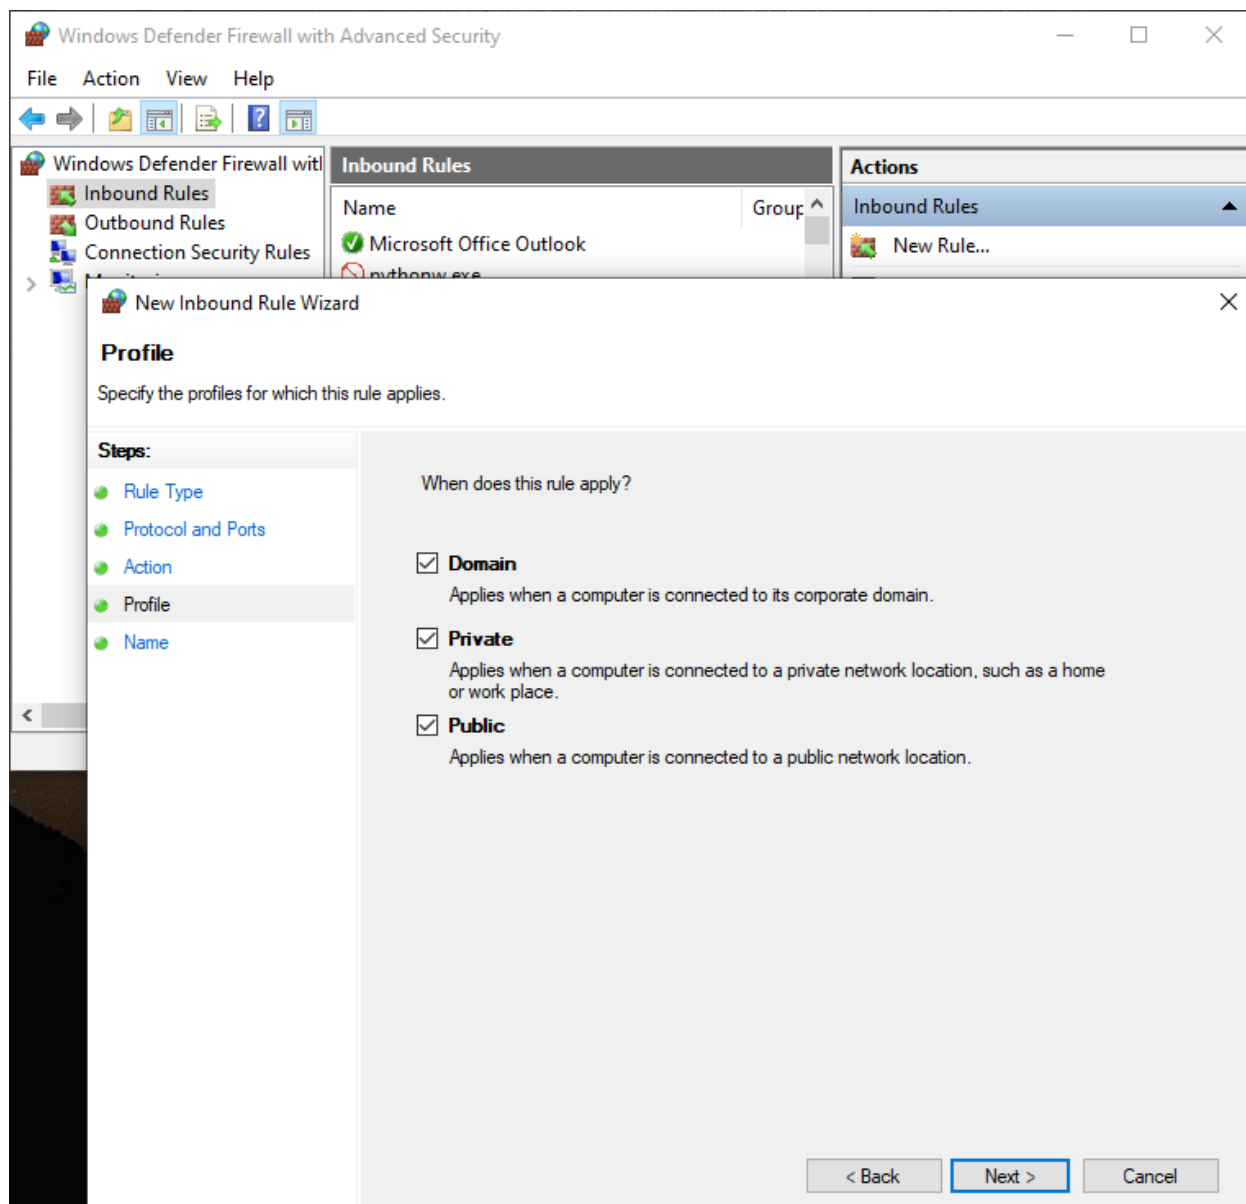 Windows Defender Firewall with Advanced Security
File Action View Help
Windows Defender Firewall with
Inbound Rules
Outbound Rules
Connection Security Rules
Inbound Rules
Name Group
Microsoft Office Outlook
pythonw.exe
Actions
Inbound Rules
New Rule...
New Inbound Rule Wizard
Profile
Specify the profiles for which this rule applies.
Steps:
Rule Type
Protocol and Ports
Action
Profile
Name
When does this rule apply?
Domain
Applies when a computer is connected to its corporate domain.
Private
Applies when a computer is connected to a private network location, such as a home
or work place.
Public
Applies when a computer is connected to a public network location.
< Back Next > Cancel